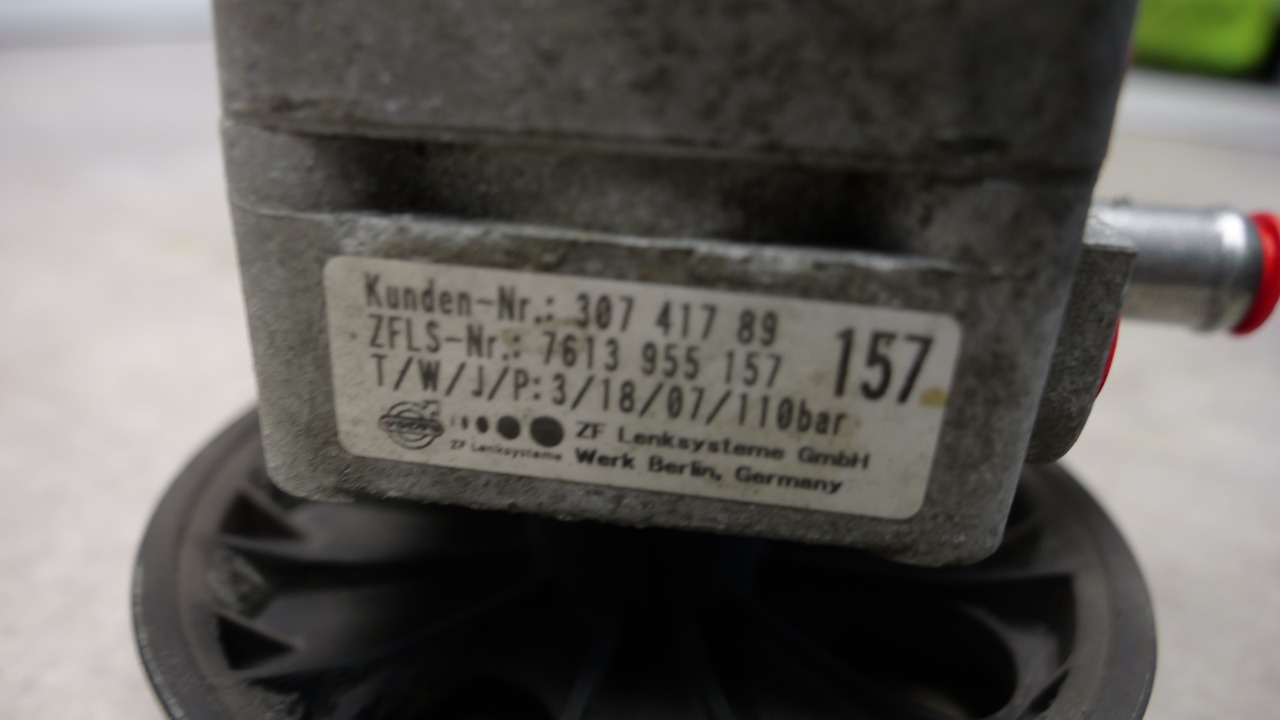 Kunden-Nr.: 307 417 89
ZFLS-Nr.: 7613 955 157
157
T/W/J/P:3/18/07/110bar
VOLVO
ZF Lenksysteme
ZF Lenksysteme GmbH
Werk Berlin, Germany